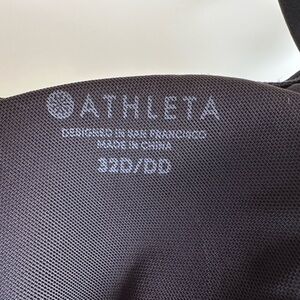 ATHLETA
DESIGNED IN SAN FRANCISCO
MADE IN CHINA
32D/DD